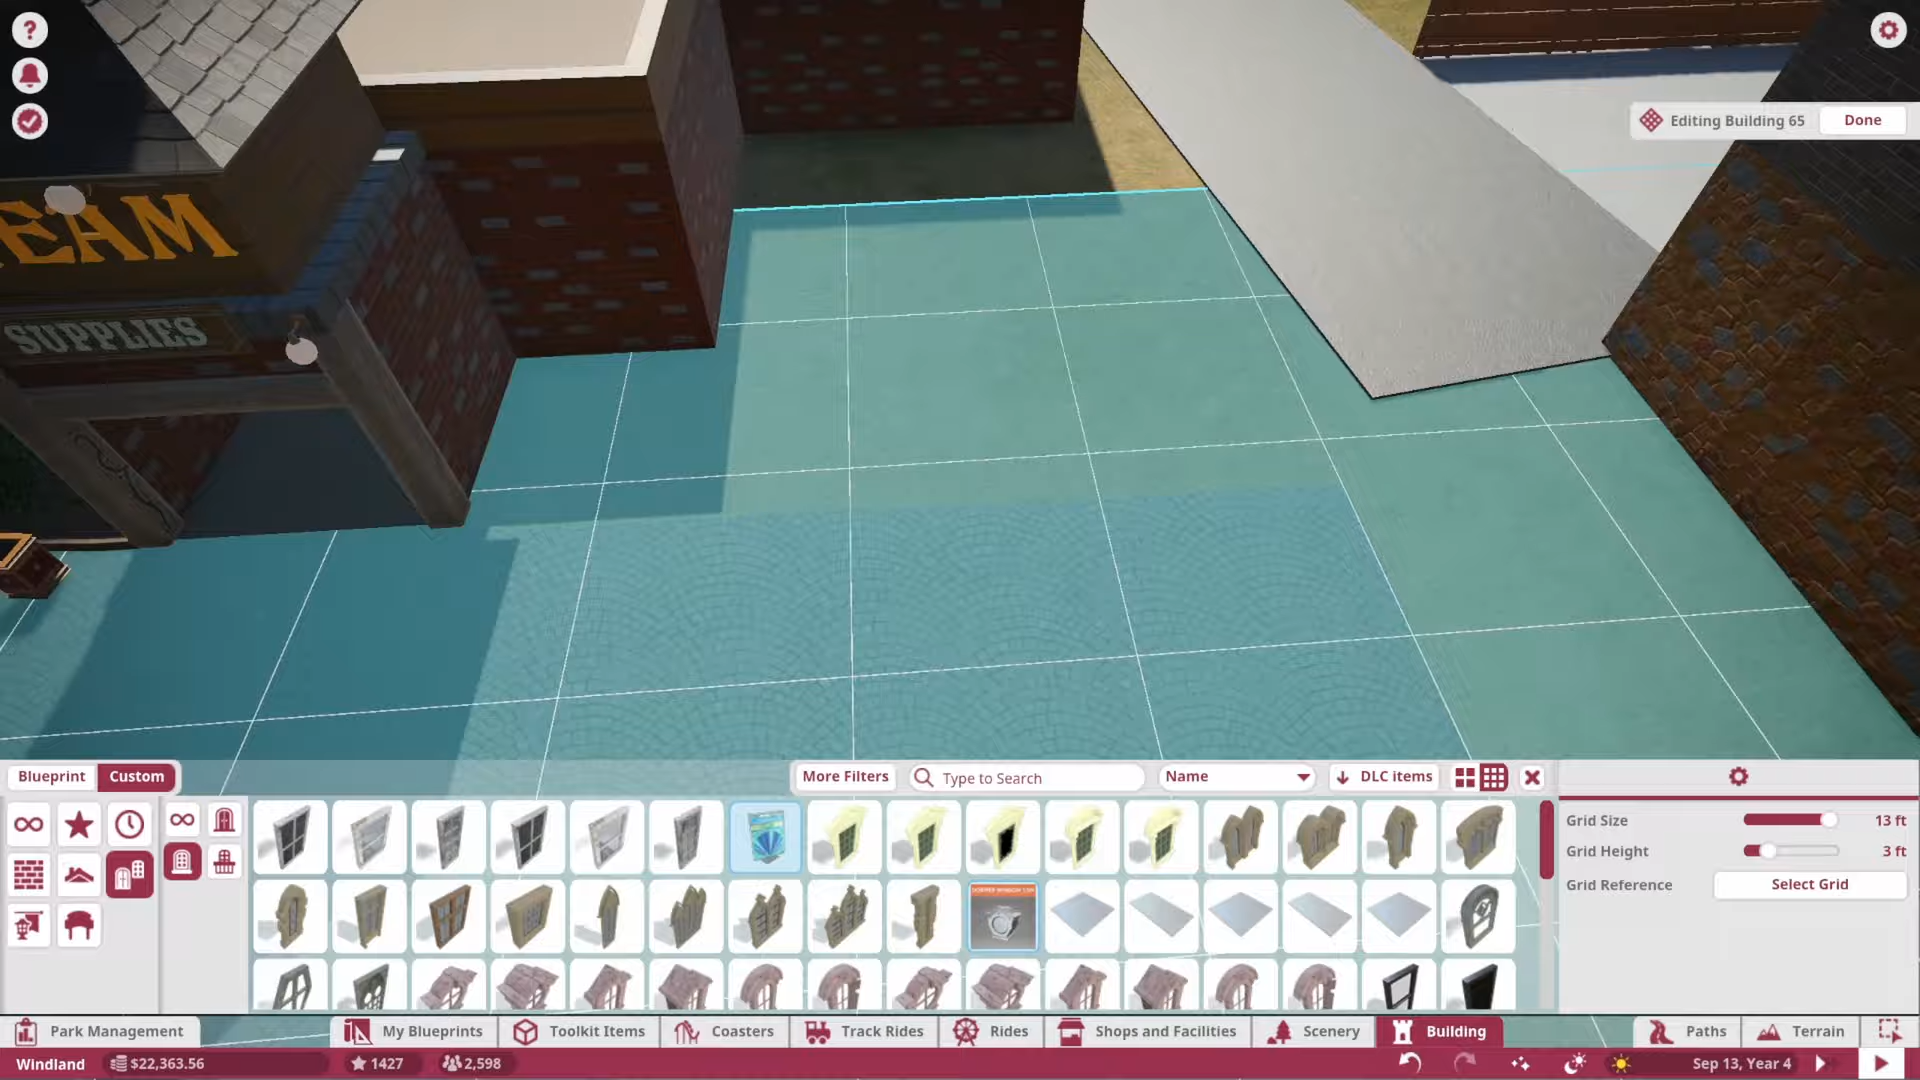 ?
Editing Building 65
Done
EAM
SUPPLIES
Blueprint
Custom
More Filters
Type to Search
Name
DLC items
Grid Size
13 ft
Grid Height
3 ft
Grid Reference
Select Grid
Park Management
My Blueprints
Toolkit Items
Coasters
Track Rides
Rides
Shops and Facilities
Scenery
Building
Paths
Terrain
Windland
$22,363.56
1427
2,598
Sep 13, Year 4